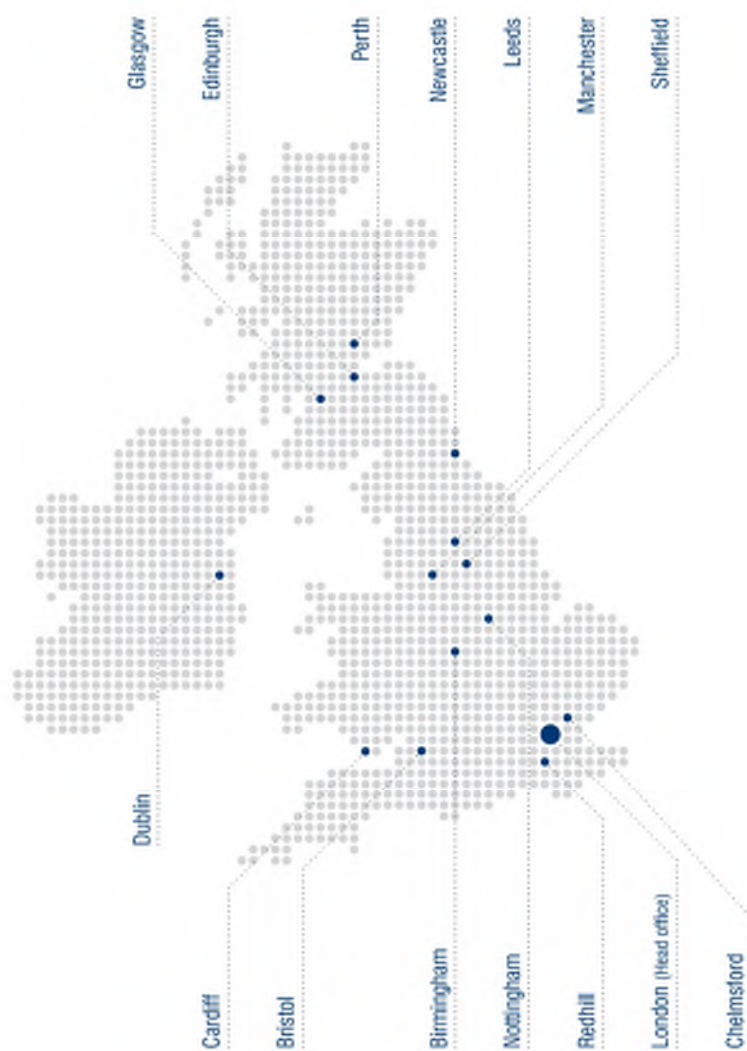 Glasgow
Edinburgh
Perth
Newcastle
Leeds
Manchester
Sheffield
Dublin
Cardiff
Bristol
Birmingham
Nottingham
Redhill
London (Head office)
Chelmsford